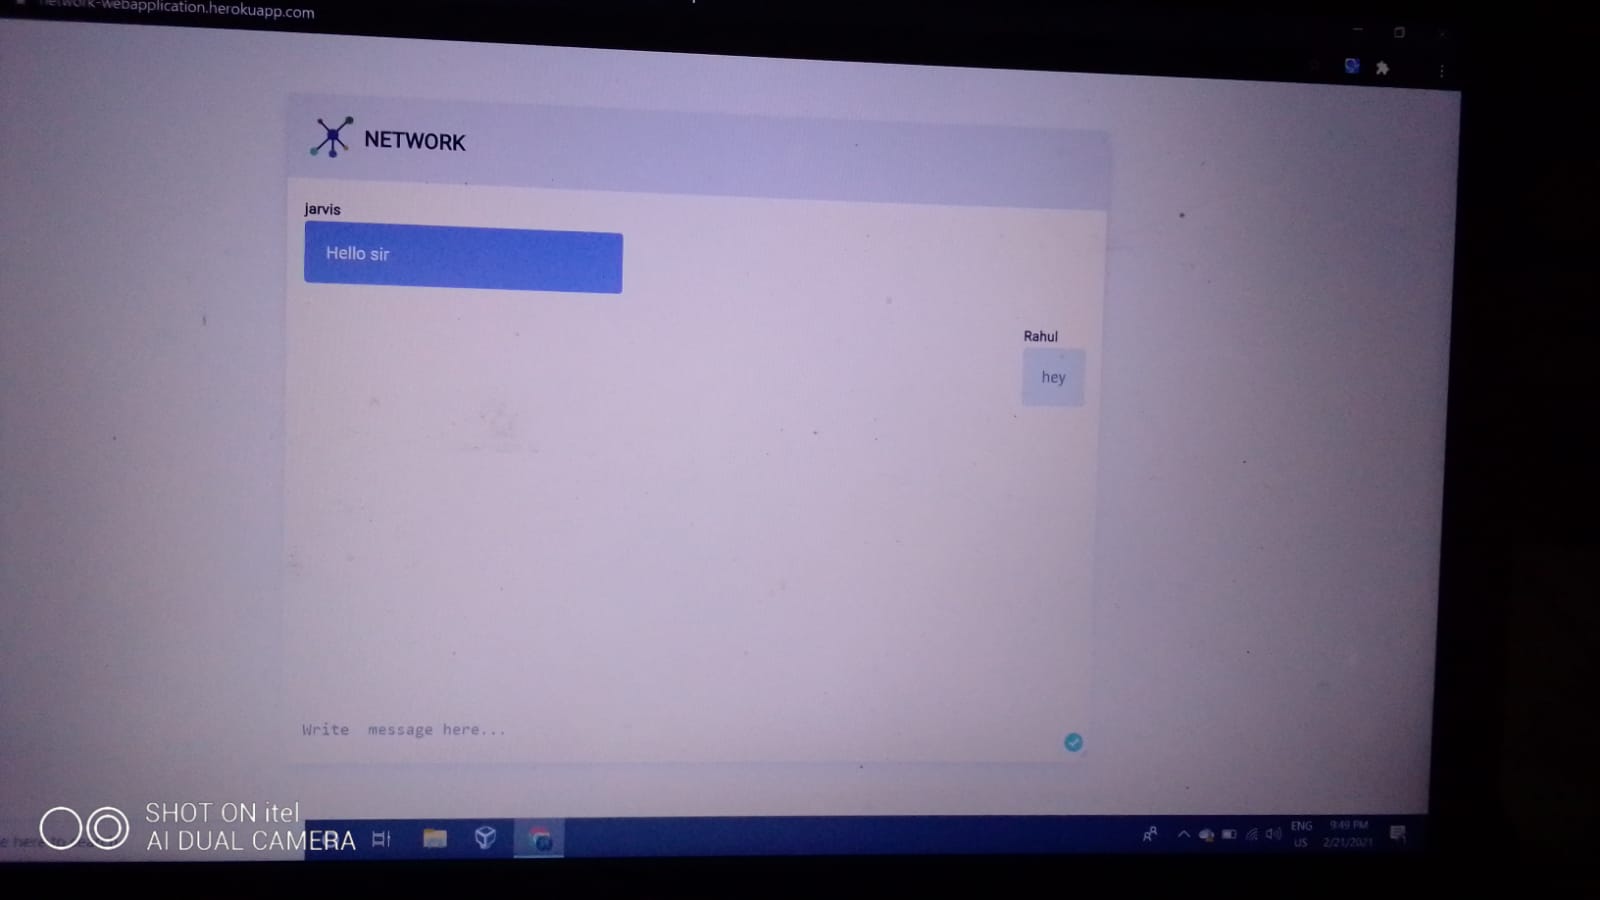 network-webapplication.herokuapp.com
NETWORK
jarvis
Hello sir
Rahul
hey
Write message here...
SHOT ON itel
AI DUAL CAMERA
ENG
US
9:49 PM
2/21/2021